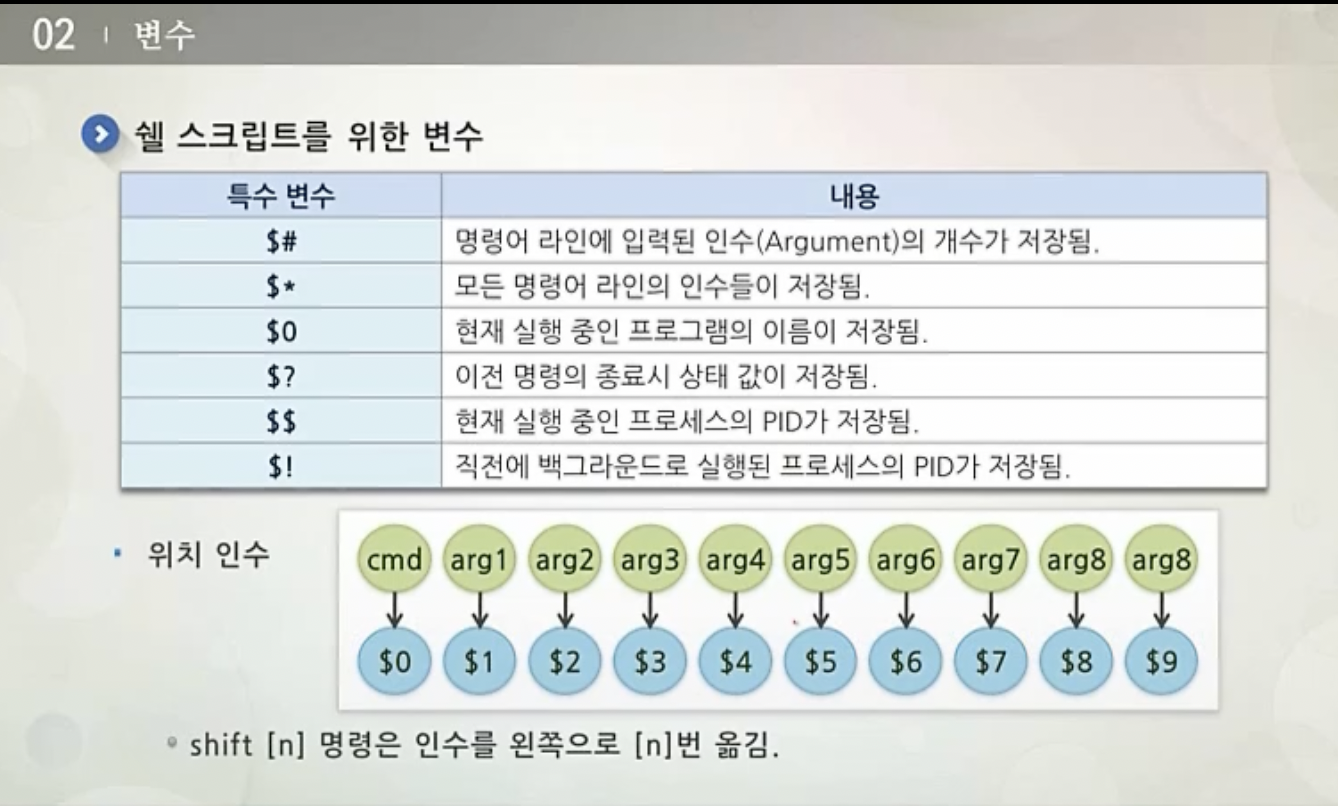 02 | 변수
쉘 스크립트를 위한 변수
특수 변수 내용
$# 명령어 라인에 입력된 인수(Argument)의 개수가 저장됨.
$* 모든 명령어 라인의 인수들이 저장됨.
$0 현재 실행 중인 프로그램의 이름이 저장됨.
$? 이전 명령의 종료시 상태 값이 저장됨.
$$ 현재 실행 중인 프로세스의 PID가 저장됨.
$! 직전에 백그라운드로 실행된 프로세스의 PID가 저장됨.
▪ 위치 인수
cmd arg1 arg2 arg3 arg4 arg5 arg6 arg7 arg8 arg8
$0 $1 $2 $3 $4 $5 $6 $7 $8 $9
• shift [n] 명령은 인수를 왼쪽으로 [n]번 옮김.